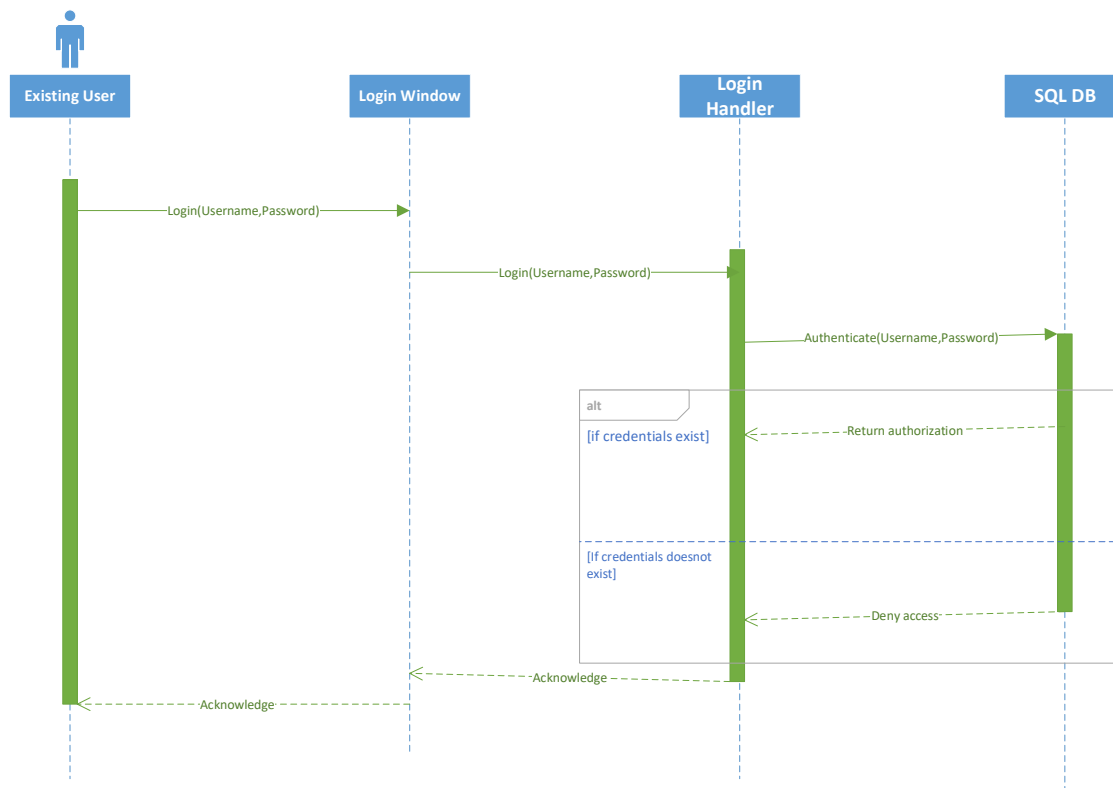 Existing User
Login Window
Login
Handler
SQL DB
Login(Username,Password)
Login(Username,Password)
Authenticate(Username,Password)
alt
[if credentials exist]
Return authorization
[If credentials doesnot
exist]
Deny access
Acknowledge
Acknowledge